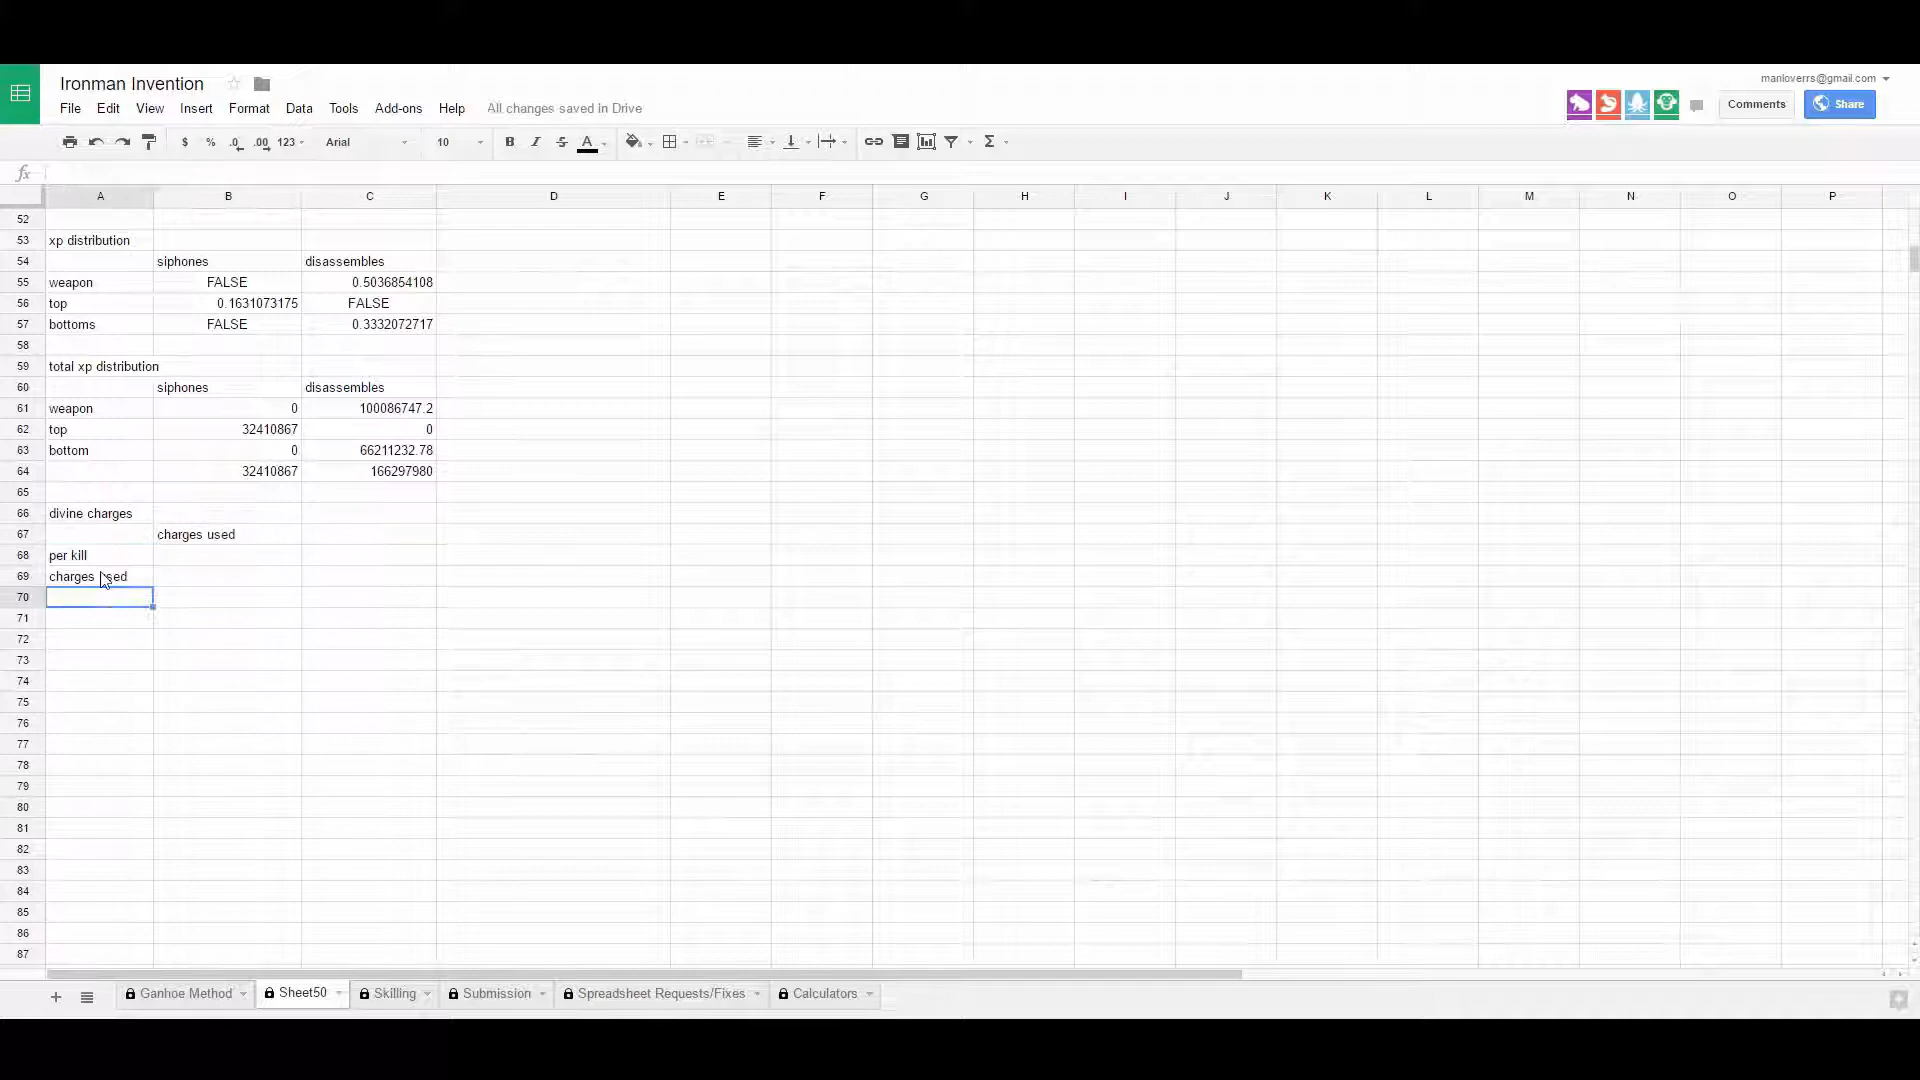 Ironman Invention
manloverrs@gmail.com
File Edit View Insert Format Data Tools Add-ons Help All changes saved in Drive
Comments Share
$ % .0 .00 123 Arial 10 B I S A Σ
fx
A B C D E F G H I J K L M N O P
52
53 xp distribution
54 siphones disassembles
55 weapon FALSE 0.5036854108
56 top 0.1631073175 FALSE
57 bottoms FALSE 0.3332072717
58
59 total xp distribution
60 siphones disassembles
61 weapon 0 100086747.2
62 top 32410867 0
63 bottom 0 66211232.78
64 32410867 166297980
65
66 divine charges
67 charges used
68 per kill
69 charges used
70
71
72
73
74
75
76
77
78
79
80
81
82
83
84
85
86
87
+ Ganhoe Method Sheet50 Skilling Submission Spreadsheet Requests/Fixes Calculators